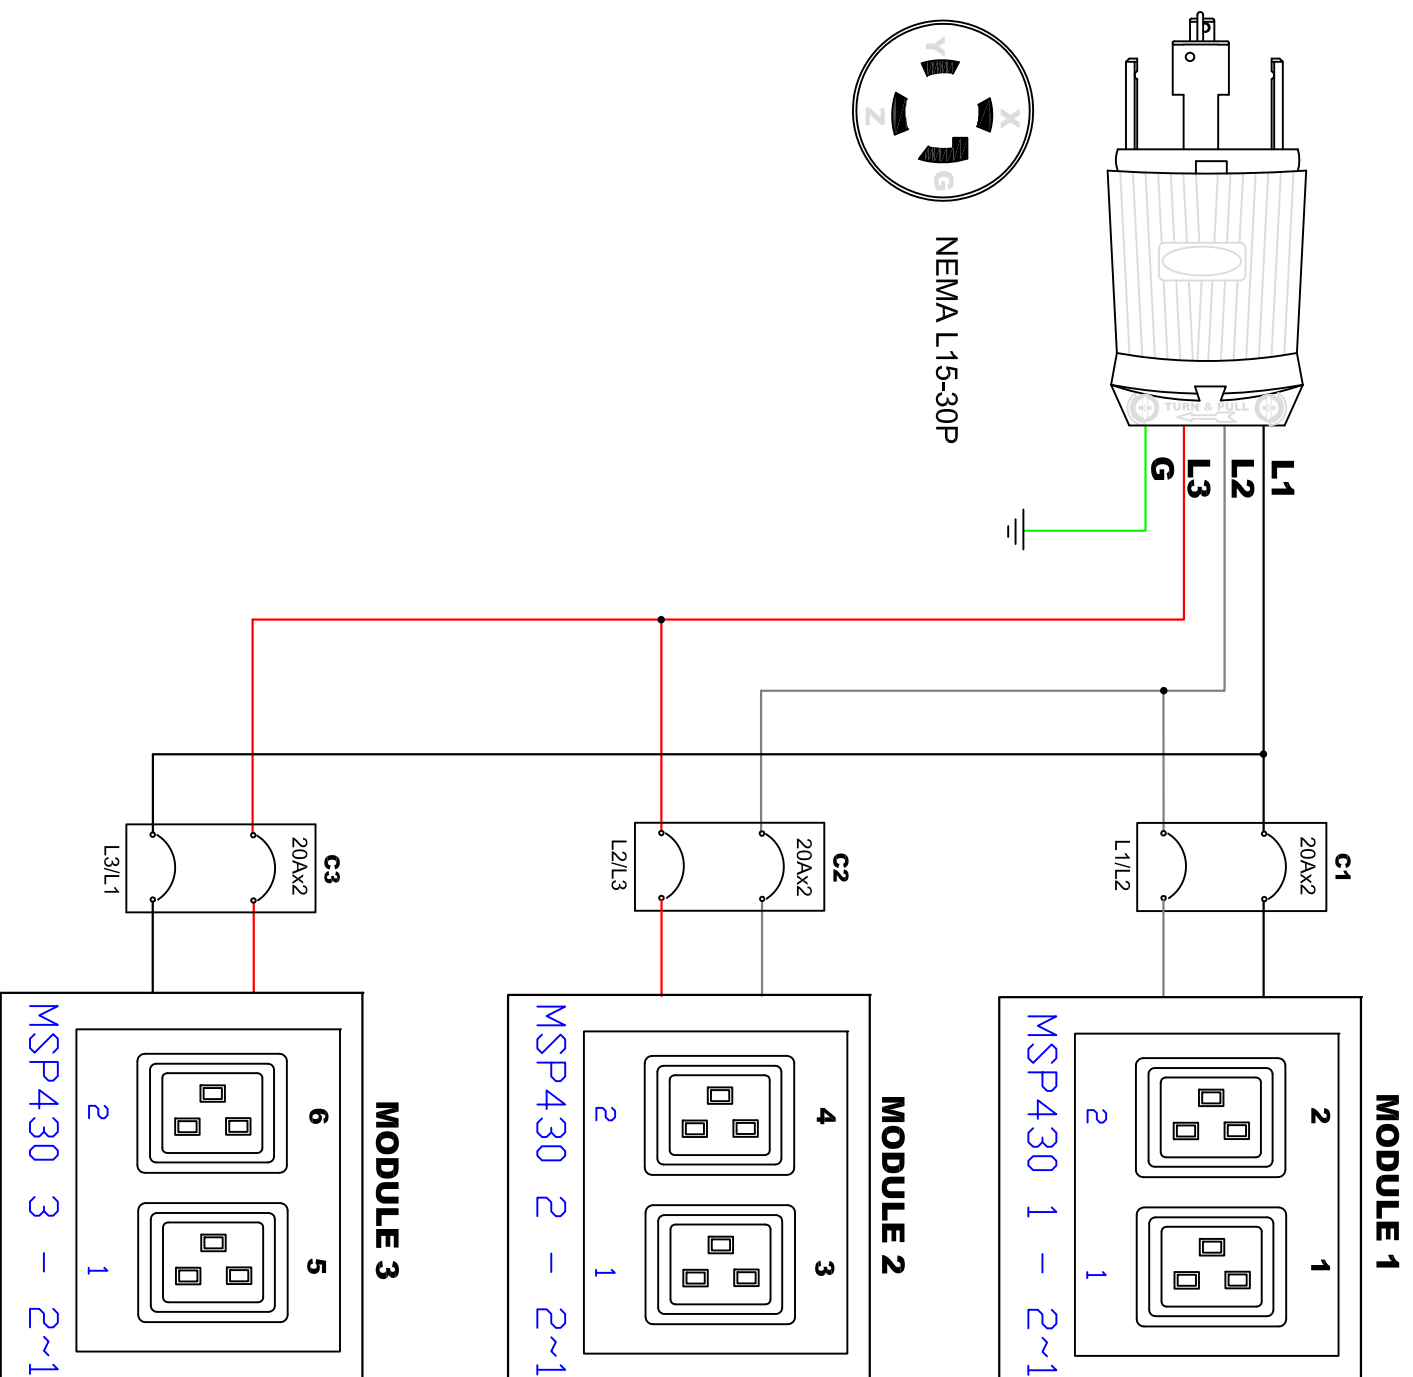 Y
X
Z
G
NEMA L15-30P
TURN & PULL
L1
L2
L3
G
C1
20Ax2
L1/L2
C2
20Ax2
L2/L3
C3
20Ax2
L3/L1
MODULE 1
2
1
2
1
MSP430 1 - 2~1
MODULE 2
4
3
2
1
MSP430 2 - 2~1
MODULE 3
6
5
2
1
MSP430 3 - 2~1